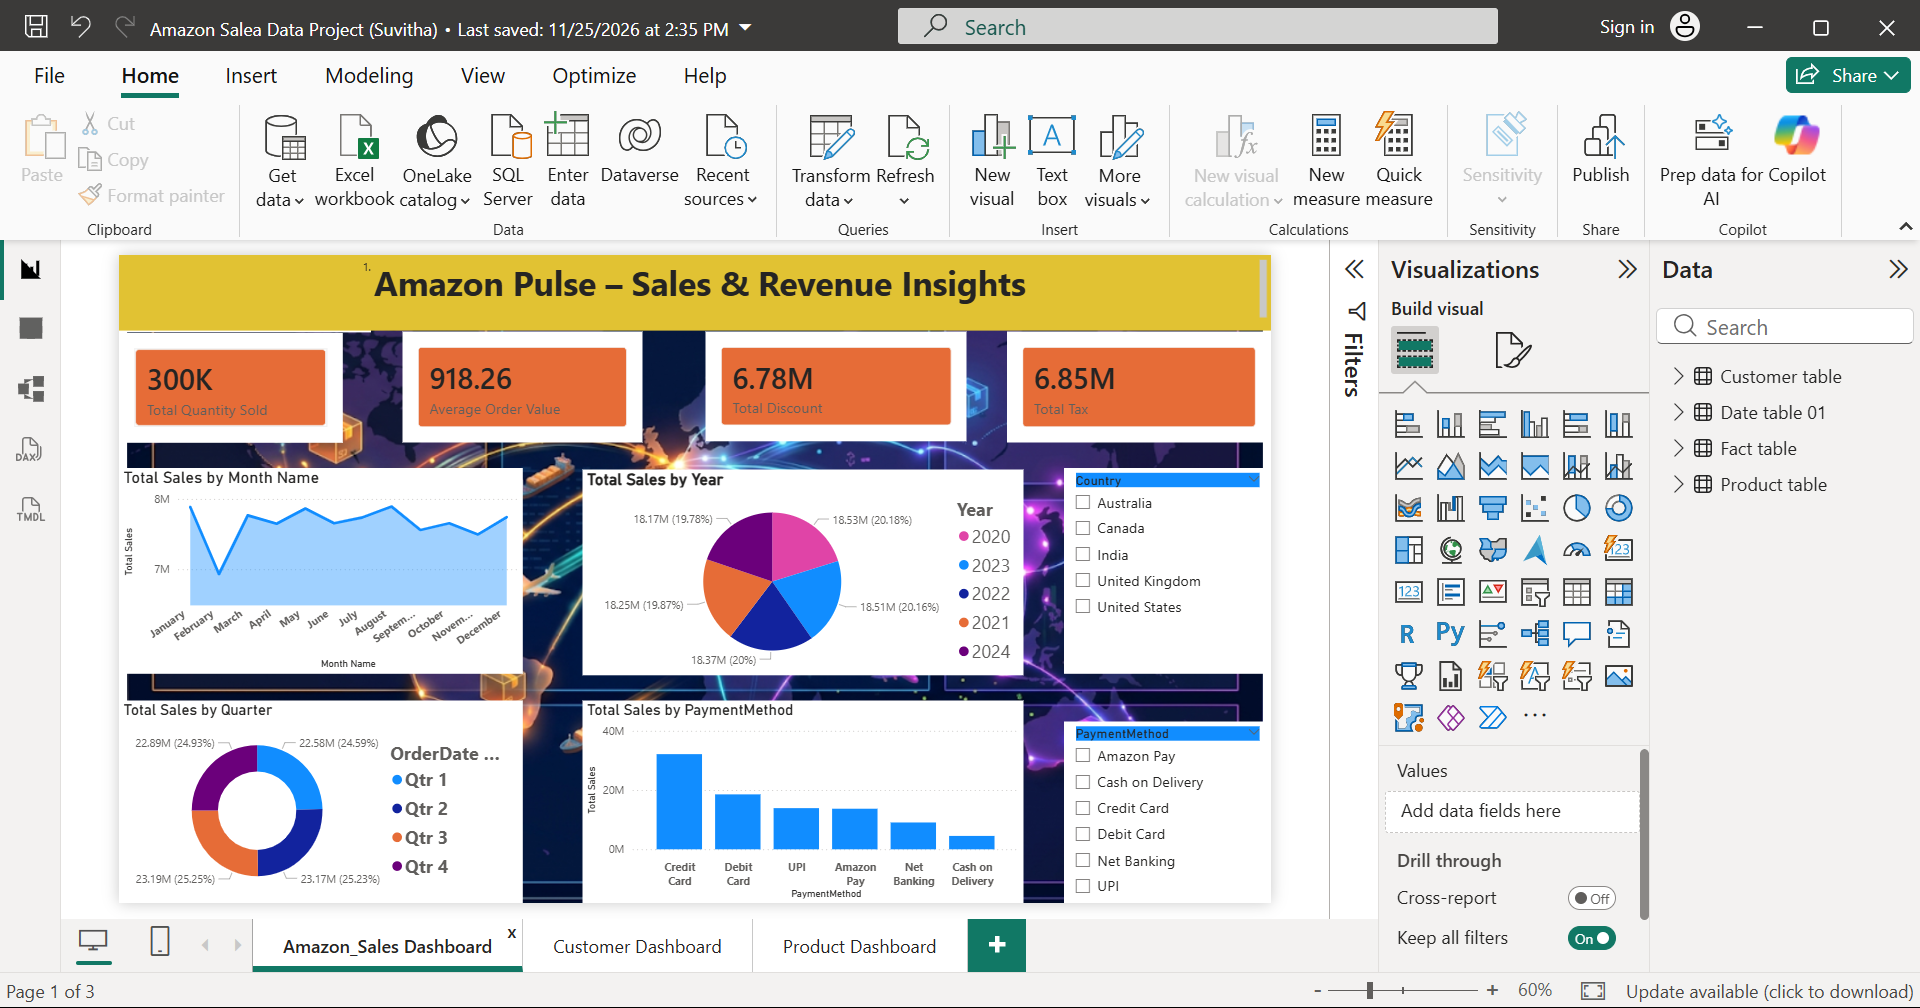 Amazon Salea Data Project (Suvitha) • Last saved: 11/25/2026 at 2:35 PM
Search
Sign in
File
Home
Insert
Modeling
View
Optimize
Help
Share
Paste
Cut
Copy
Format painter
Clipboard
Get data
Excel workbook
OneLake catalog
SQL Server
Enter data
Dataverse
Recent sources
Data
Transform data
Refresh
Queries
New visual
Text box
More visuals
Insert
New visual calculation
New measure
Quick measure
Calculations
Sensitivity
Sensitivity
Publish
Share
Prep data for AI
Copilot
Copilot
DAX
TMDL
1.
Amazon Pulse – Sales & Revenue Insights
300K
Total Quantity Sold
918.26
Average Order Value
6.78M
Total Discount
6.85M
Total Tax
Total Sales by Month Name
8M
7M
Total Sales
January
February
March
April
May
June
July
August
Septem...
October
Novem...
December
Month Name
Total Sales by Year
18.17M (19.78%)
18.53M (20.18%)
18.25M (19.87%)
18.51M (20.16%)
18.37M (20%)
Year
2020
2023
2022
2021
2024
Country
Australia
Canada
India
United Kingdom
United States
Total Sales by Quarter
22.89M (24.93%)
22.58M (24.59%)
23.19M (25.25%)
23.17M (25.23%)
OrderDate ...
Qtr 1
Qtr 2
Qtr 3
Qtr 4
Total Sales by PaymentMethod
40M
20M
0M
Total Sales
Credit Card
Debit Card
UPI
Amazon Pay
Net Banking
Cash on Delivery
PaymentMethod
PaymentMethod
Amazon Pay
Cash on Delivery
Credit Card
Debit Card
Net Banking
UPI
Filters
Visualizations
Build visual
123
123
R
Py
...
Values
Add data fields here
Drill through
Cross-report
Off
Keep all filters
On
Data
Search
Customer table
Date table 01
Fact table
Product table
Amazon_Sales Dashboard
x
Customer Dashboard
Product Dashboard
+
Page 1 of 3
-
+
60%
Update available (click to download)